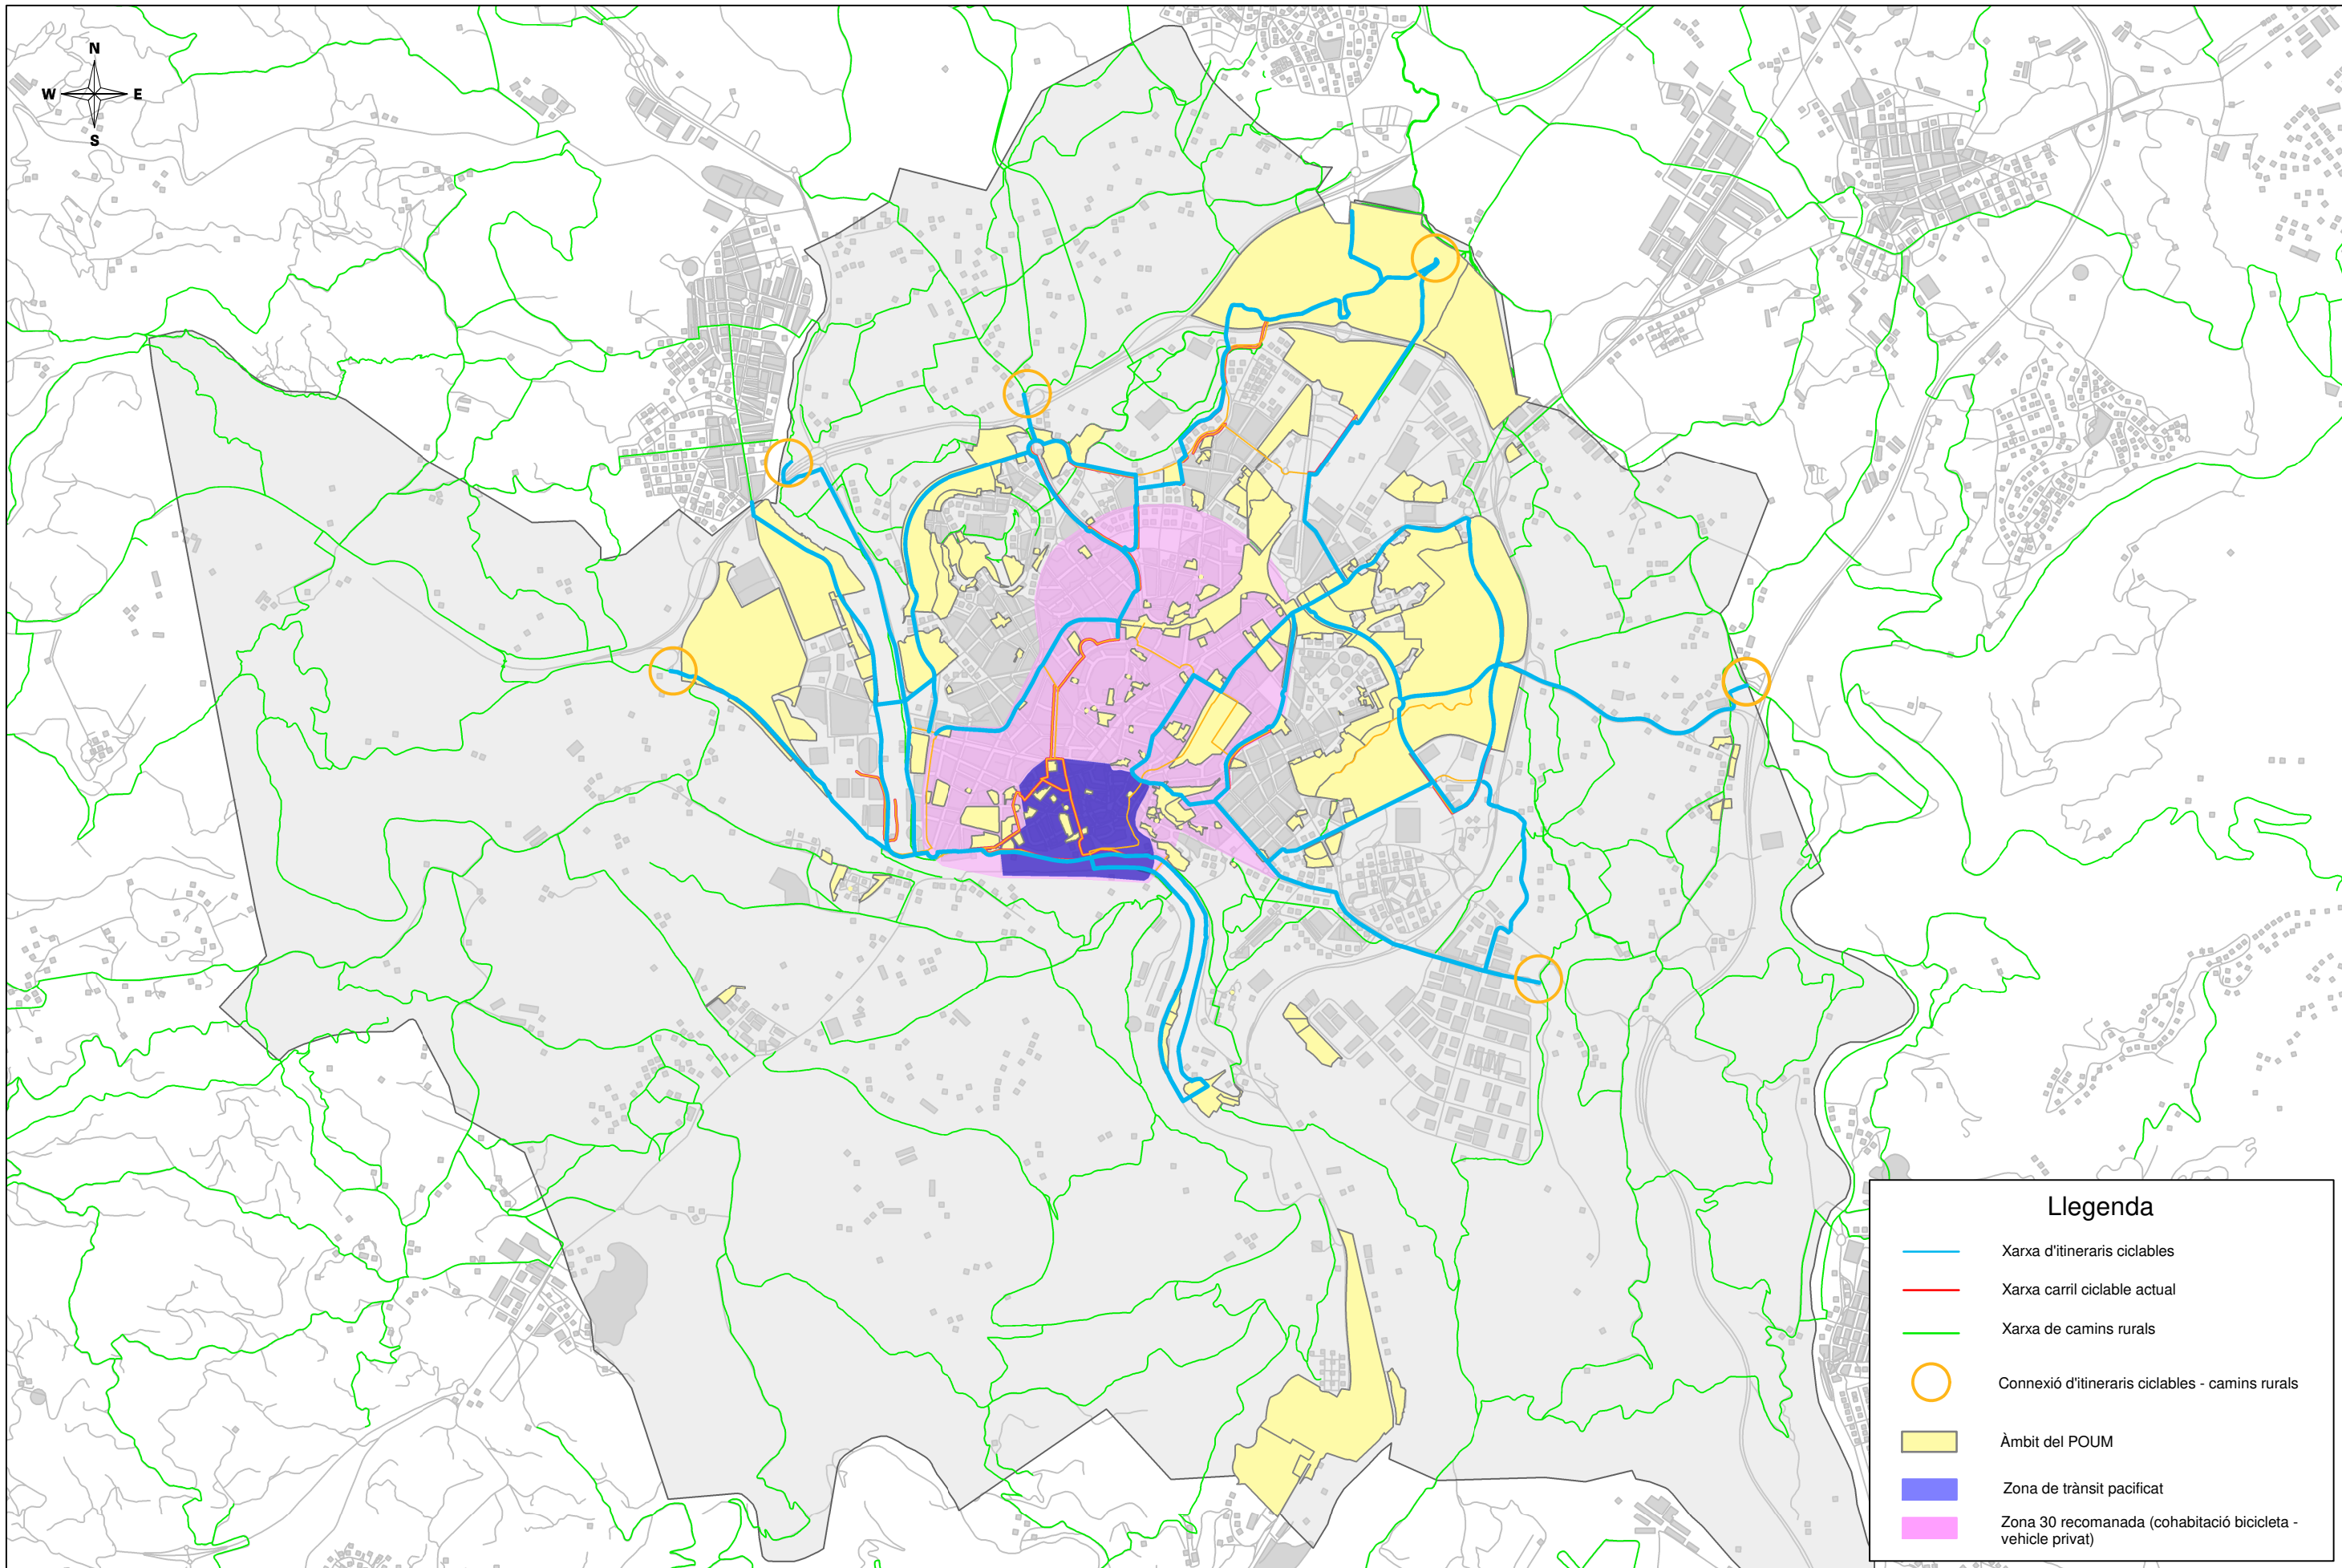 N
W E
S
Llegenda
Xarxa d'itineraris ciclables
Xarxa carril ciclable actual
Xarxa de camins rurals
Connexió d'itineraris ciclables - camins rurals
Àmbit del POUM
Zona de trànsit pacificat
Zona 30 recomanada (cohabitació bicicleta -
vehicle privat)